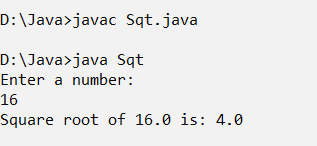 D:\Java>javac Sqt.java
D:\Java>java Sqt
Enter a number:
16
Square root of 16.0 is: 4.0